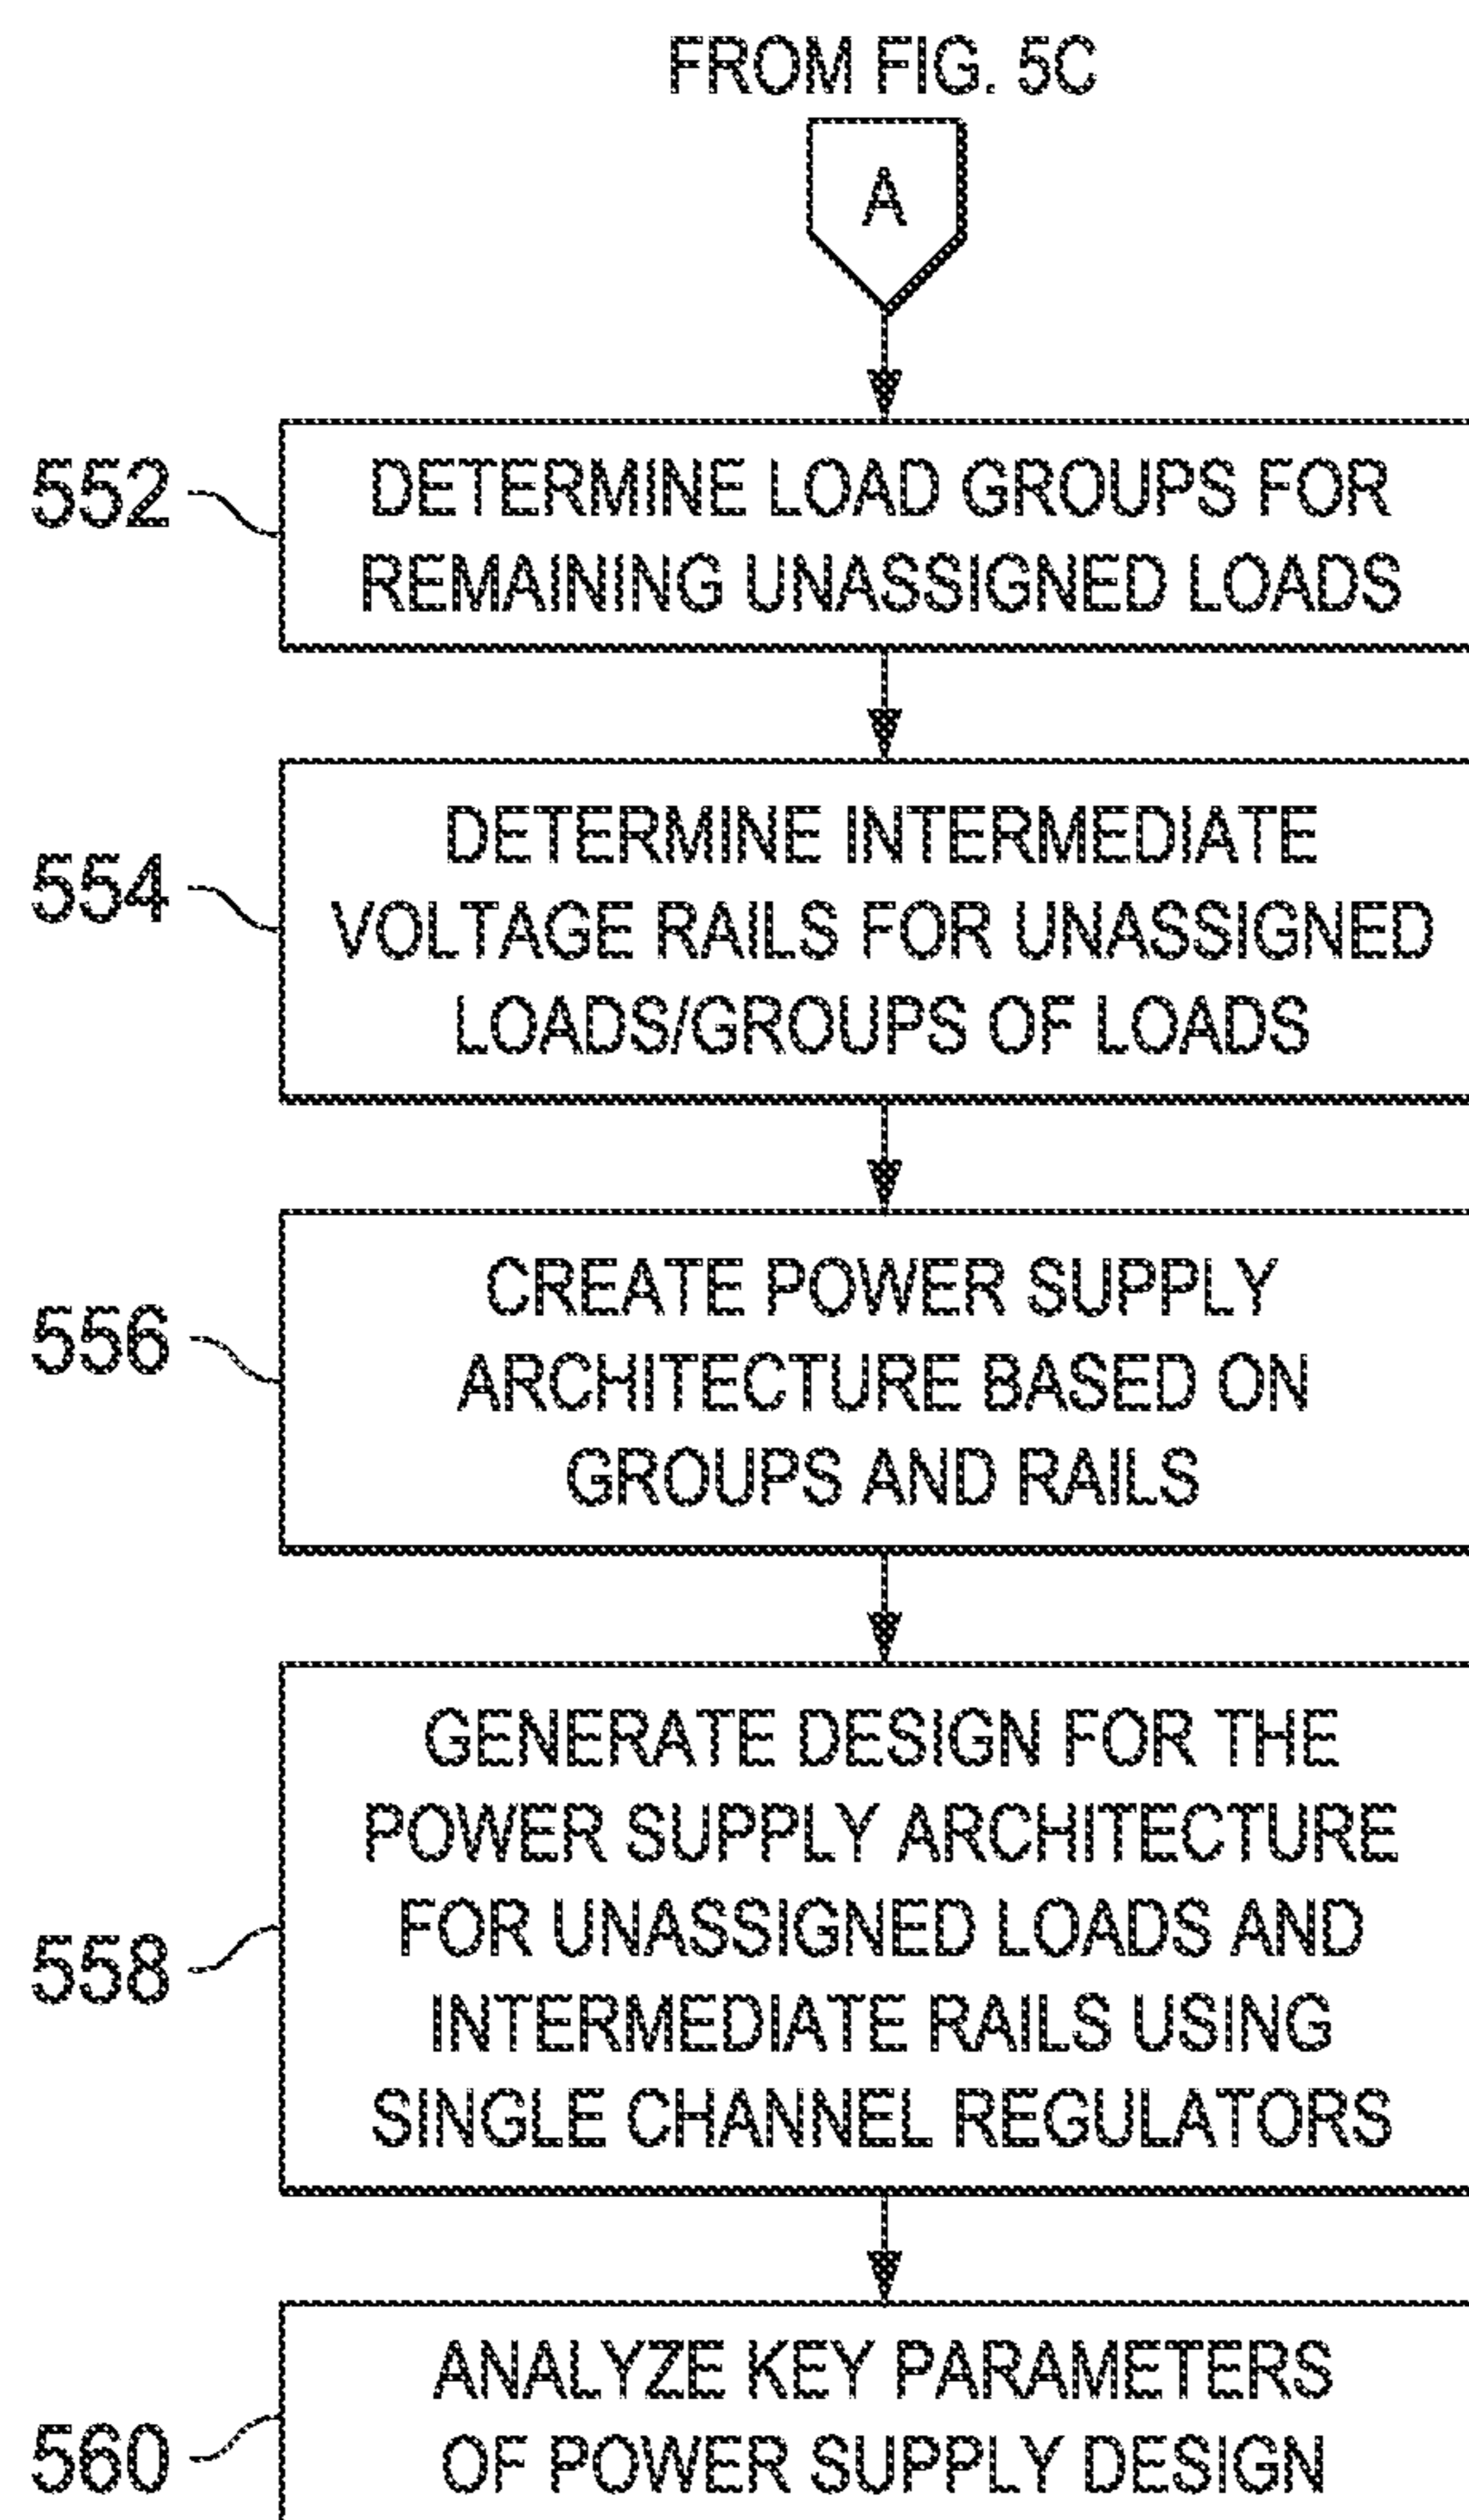 FROM FIG. 5C
A
552
DETERMINE LOAD GROUPS FOR
REMAINING UNASSIGNED LOADS
554
DETERMINE INTERMEDIATE
VOLTAGE RAILS FOR UNASSIGNED
LOADS/GROUPS OF LOADS
556
CREATE POWER SUPPLY
ARCHITECTURE BASED ON
GROUPS AND RAILS
558
GENERATE DESIGN FOR THE
POWER SUPPLY ARCHITECTURE
FOR UNASSIGNED LOADS AND
INTERMEDIATE RAILS USING
SINGLE CHANNEL REGULATORS
560
ANALYZE KEY PARAMETERS
OF POWER SUPPLY DESIGN